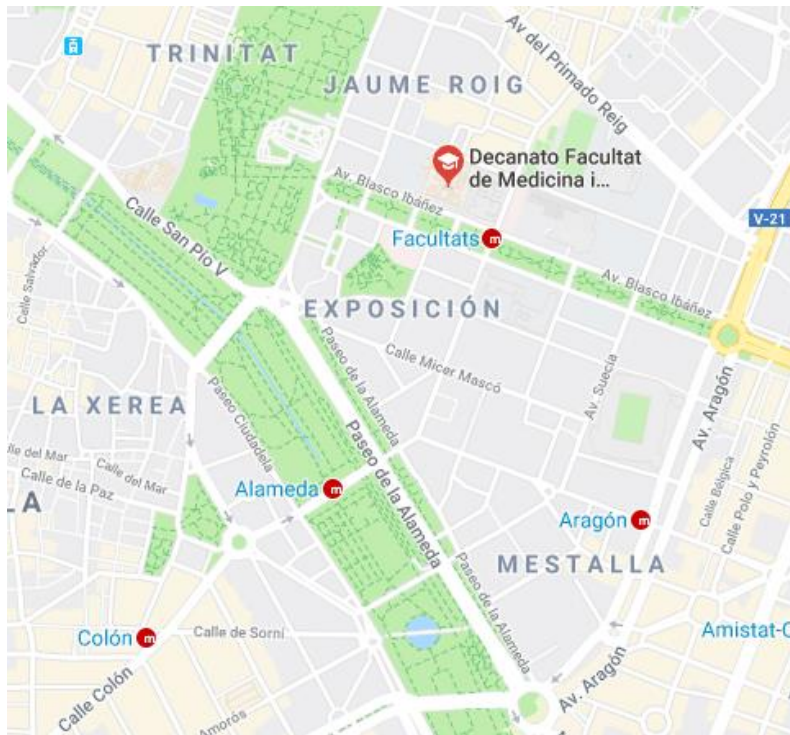 TRINITAT
JAUME ROIG
Av del Primado Reig
Decanato Facultat
de Medicina i...
Av. Blasco Ibáñez
Calle San Pío V
V-21
Facultats m
Calle Salvador
Av. Blasco Ibáñez
EXPOSICIÓN
Paseo de la Alameda
Calle Micer Mascó
Av. Suecia
Av. Aragón
LA XEREA
Paseo Ciudadela
Paseo de la Alameda
lle del Mar
Calle del Mar
Calle de la Paz
Alameda m
LA
Calle Bélgica
Calle Polo y Peyrolón
Aragón m
MESTALLA
Paseo de la Alameda
Colón m
Calle de Sorní
Amistat-C
Calle Colón
Amorós
Av. Aragón